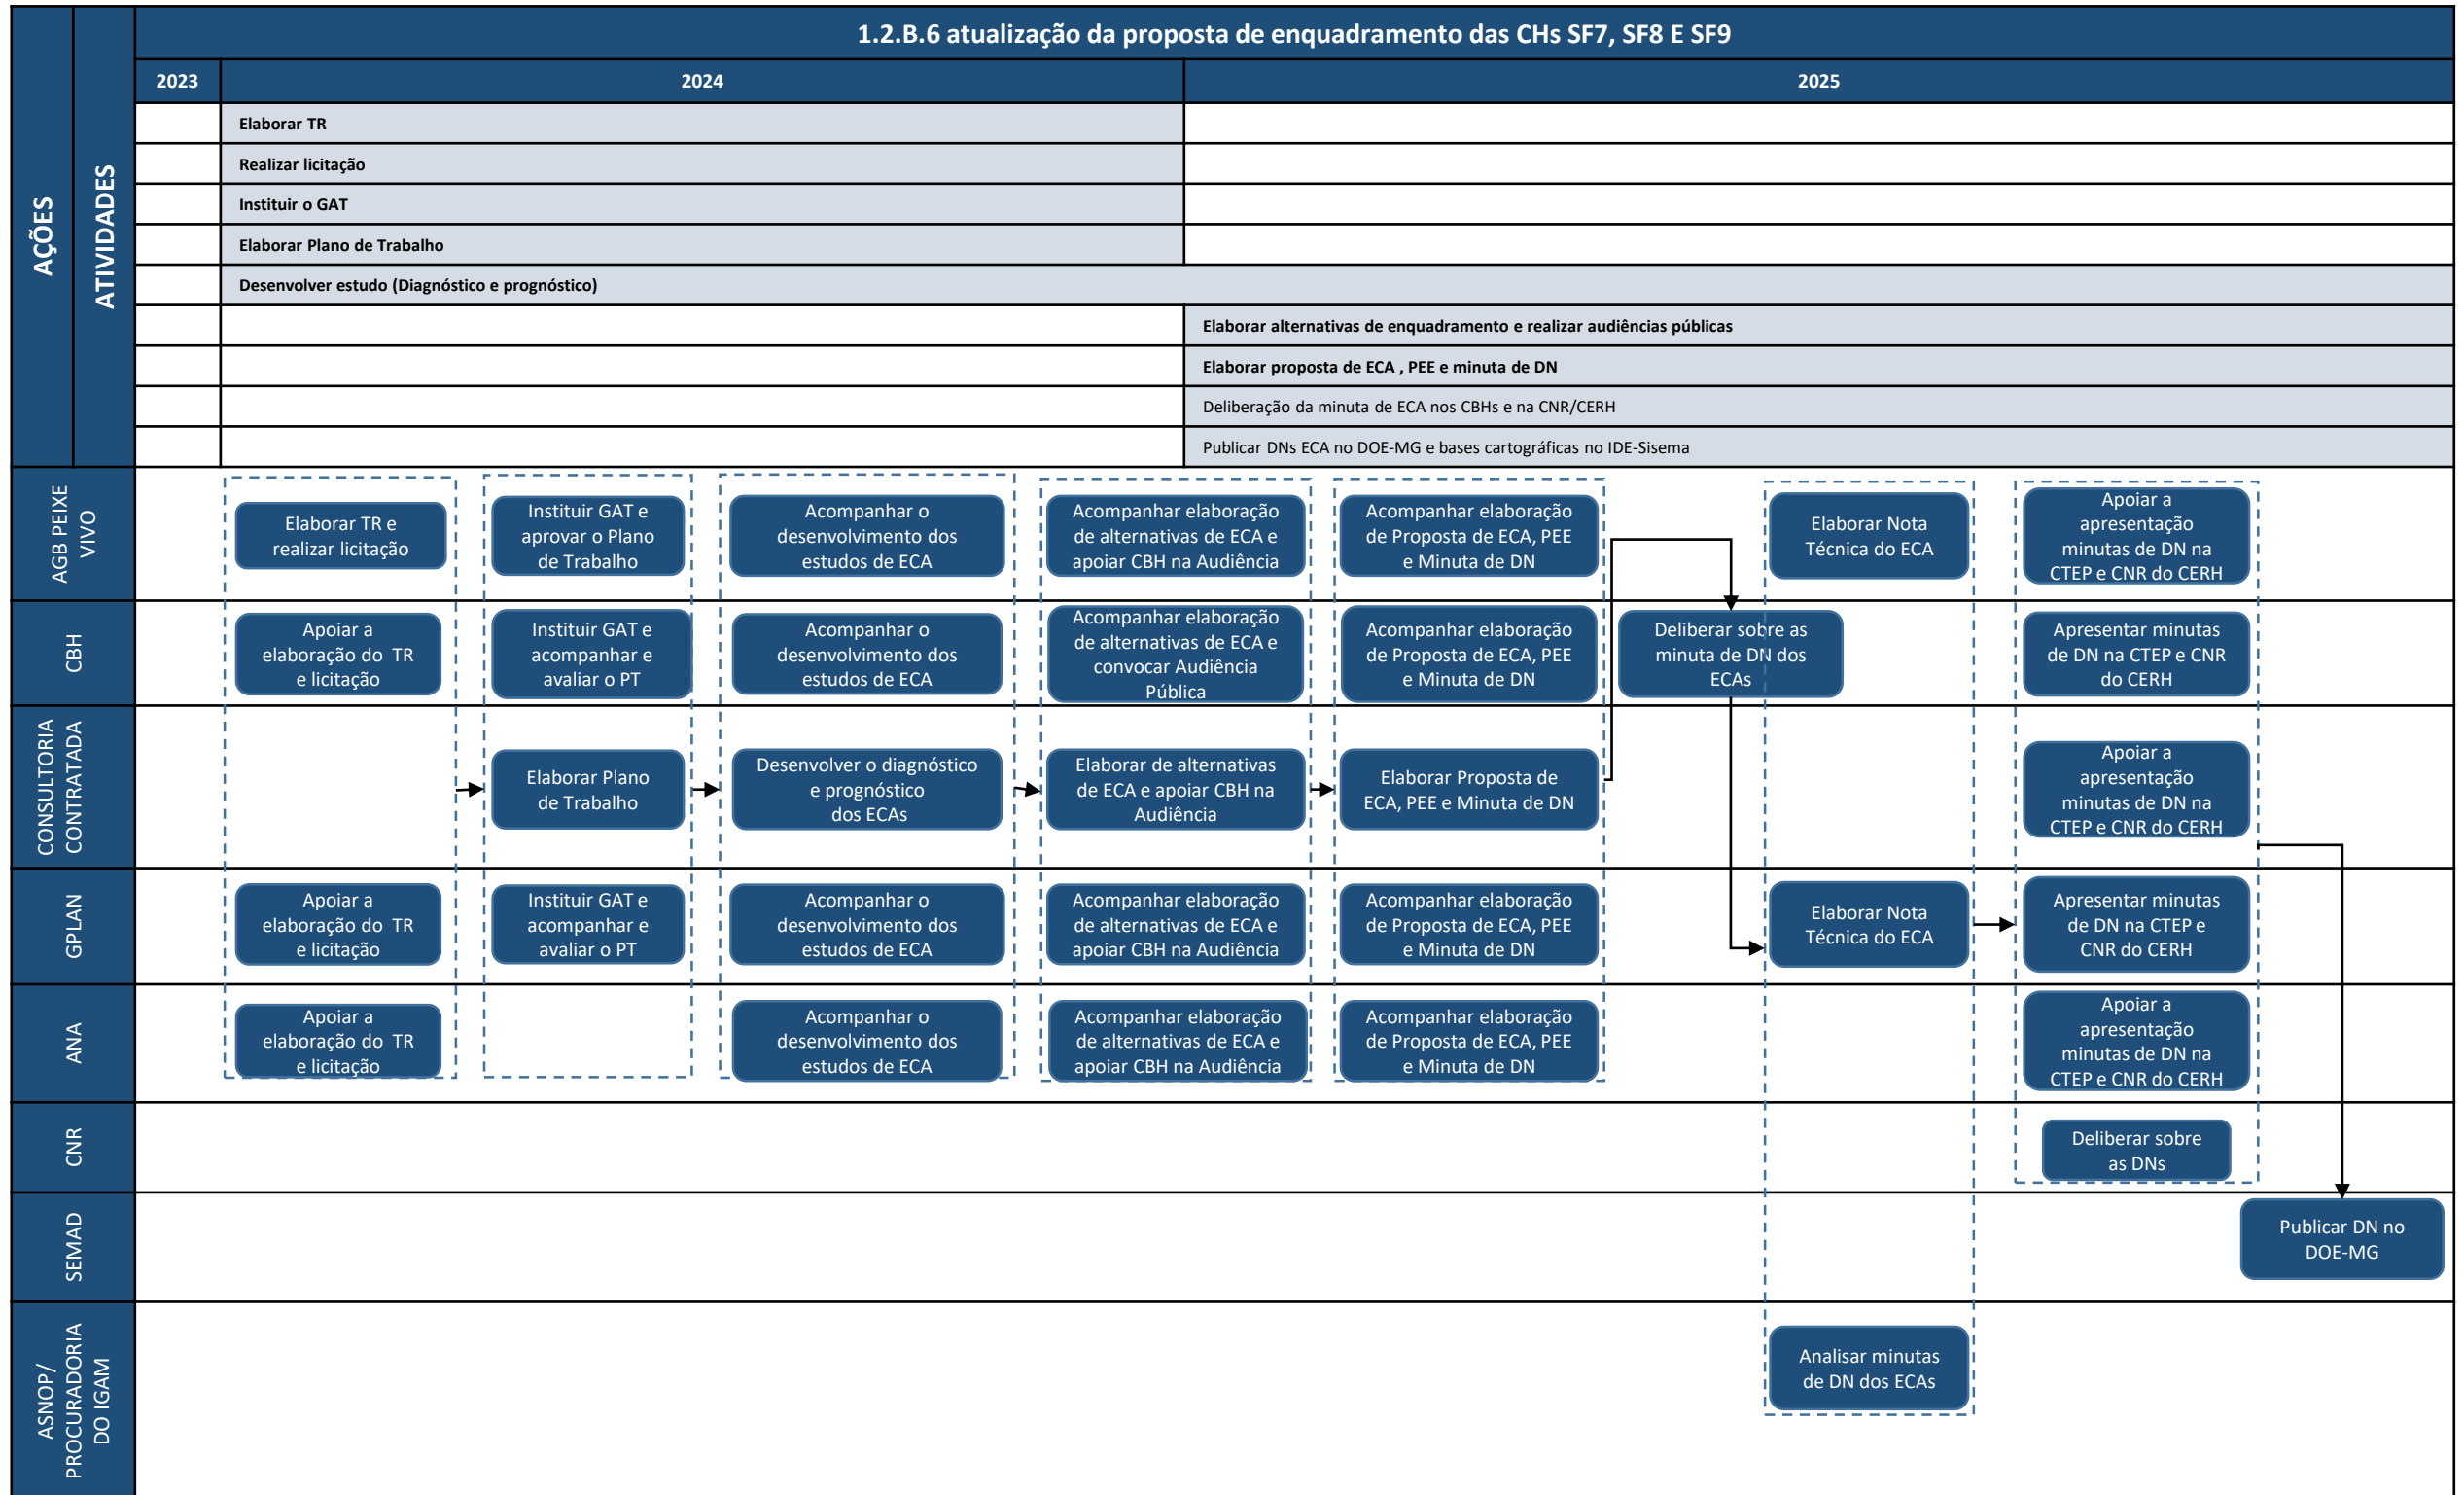 1.2.B.6 atualização da proposta de enquadramento das CHs SF7, SF8 E SF9
AÇÕES
ATIVIDADES
2023
2024
2025
Elaborar TR
Realizar licitação
Instituir o GAT
Elaborar Plano de Trabalho
Desenvolver estudo (Diagnóstico e prognóstico)
Elaborar alternativas de enquadramento e realizar audiências públicas
Elaborar proposta de ECA , PEE e minuta de DN
Deliberação da minuta de ECA nos CBHs e na CNR/CERH
Publicar DNs ECA no DOE-MG e bases cartográficas no IDE-Sisema
AGB PEIXE
VIVO
Elaborar TR e
realizar licitação
Instituir GAT e
aprovar o Plano
de Trabalho
Acompanhar o
desenvolvimento dos
estudos de ECA
Acompanhar elaboração
de alternativas de ECA e
apoiar CBH na Audiência
Acompanhar elaboração
de Proposta de ECA, PEE
e Minuta de DN
Elaborar Nota
Técnica do ECA
Apoiar a
apresentação
minutas de DN na
CTEP e CNR do CERH
CBH
Apoiar a
elaboração do TR
e licitação
Instituir GAT e
acompanhar e
avaliar o PT
Acompanhar o
desenvolvimento dos
estudos de ECA
Acompanhar elaboração
de alternativas de ECA e
convocar Audiência
Pública
Acompanhar elaboração
de Proposta de ECA, PEE
e Minuta de DN
Deliberar sobre as
minuta de DN dos
ECAs
Apresentar minutas
de DN na CTEP e CNR
do CERH
CONSULTORIA
CONTRATADA
Elaborar Plano
de Trabalho
Desenvolver o diagnóstico
e prognóstico
dos ECAs
Elaborar de alternativas
de ECA e apoiar CBH na
Audiência
Elaborar Proposta de
ECA, PEE e Minuta de DN
Apoiar a
apresentação
minutas de DN na
CTEP e CNR do CERH
GPLAN
Apoiar a
elaboração do TR
e licitação
Instituir GAT e
acompanhar e
avaliar o PT
Acompanhar o
desenvolvimento dos
estudos de ECA
Acompanhar elaboração
de alternativas de ECA e
apoiar CBH na Audiência
Acompanhar elaboração
de Proposta de ECA, PEE
e Minuta de DN
Elaborar Nota
Técnica do ECA
Apresentar minutas
de DN na CTEP e
CNR do CERH
ANA
Apoiar a
elaboração do TR
e licitação
Acompanhar o
desenvolvimento dos
estudos de ECA
Acompanhar elaboração
de alternativas de ECA e
apoiar CBH na Audiência
Acompanhar elaboração
de Proposta de ECA, PEE
e Minuta de DN
Apoiar a
apresentação
minutas de DN na
CTEP e CNR do CERH
CNR
Deliberar sobre
as DNs
SEMAD
Publicar DN no
DOE-MG
ASNOP/
PROCURADORIA
DO IGAM
Analisar minutas
de DN dos ECAs